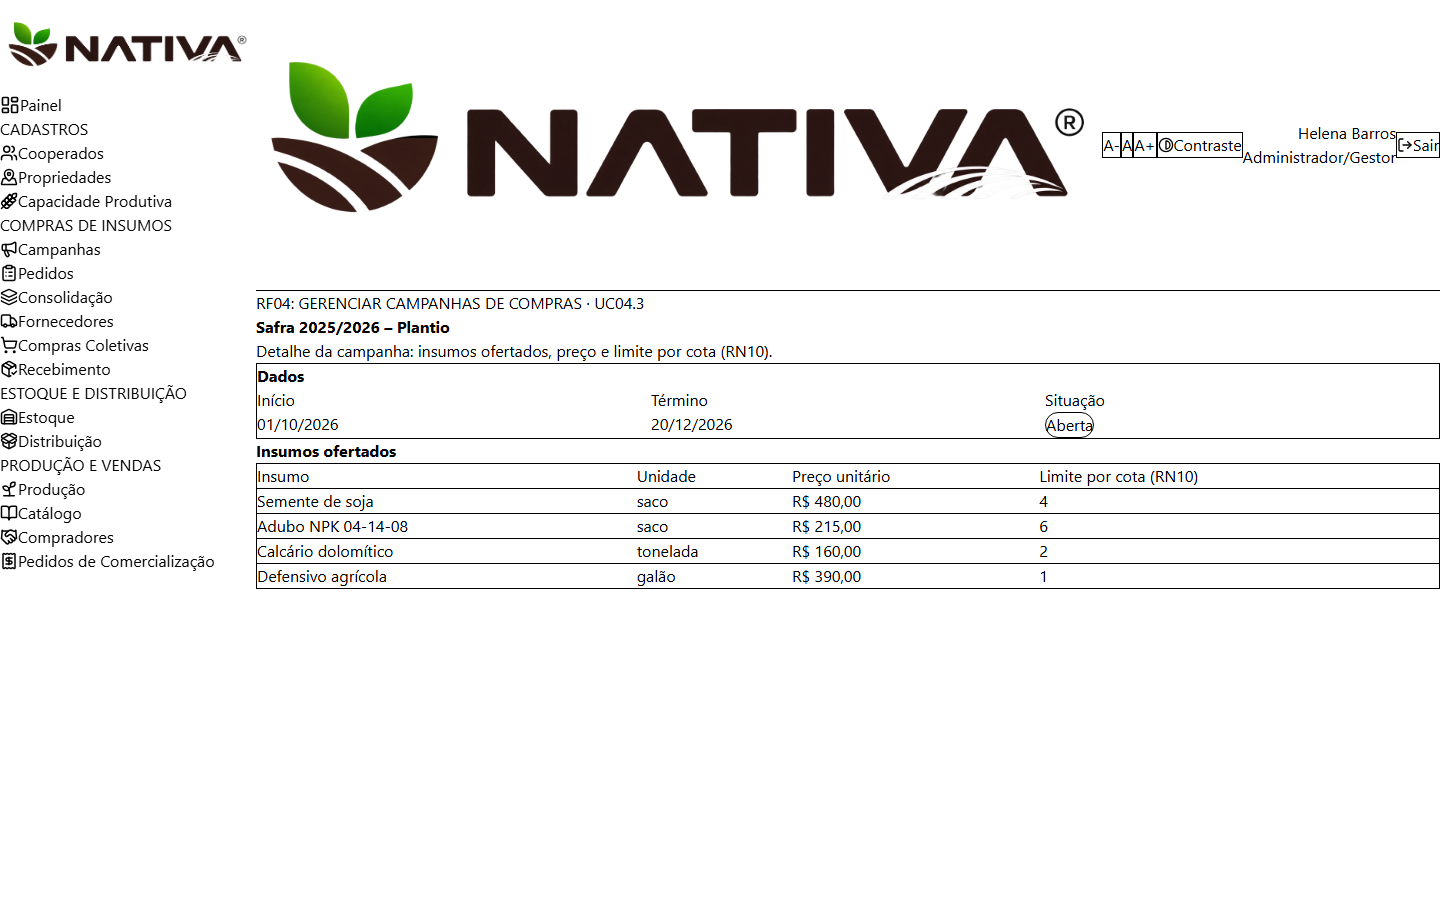 NATIVA®
Painel
CADASTROS
Cooperados
Propriedades
Capacidade Produtiva
COMPRAS DE INSUMOS
Campanhas
Pedidos
Consolidação
Fornecedores
Compras Coletivas
Recebimento
ESTOQUE E DISTRIBUIÇÃO
Estoque
Distribuição
PRODUÇÃO E VENDAS
Produção
Catálogo
Compradores
Pedidos de Comercialização
NATIVA®
A- A A+ Contraste
Helena Barros
Administrador/Gestor
Sair
RF04: GERENCIAR CAMPANHAS DE COMPRAS · UC04.3
Safra 2025/2026 – Plantio
Detalhe da campanha: insumos ofertados, preço e limite por cota (RN10).
Dados
Início Término Situação
01/10/2026 20/12/2026 Aberta
Insumos ofertados
Insumo Unidade Preço unitário Limite por cota (RN10)
Semente de soja saco R$ 480,00 4
Adubo NPK 04-14-08 saco R$ 215,00 6
Calcário dolomítico tonelada R$ 160,00 2
Defensivo agrícola galão R$ 390,00 1